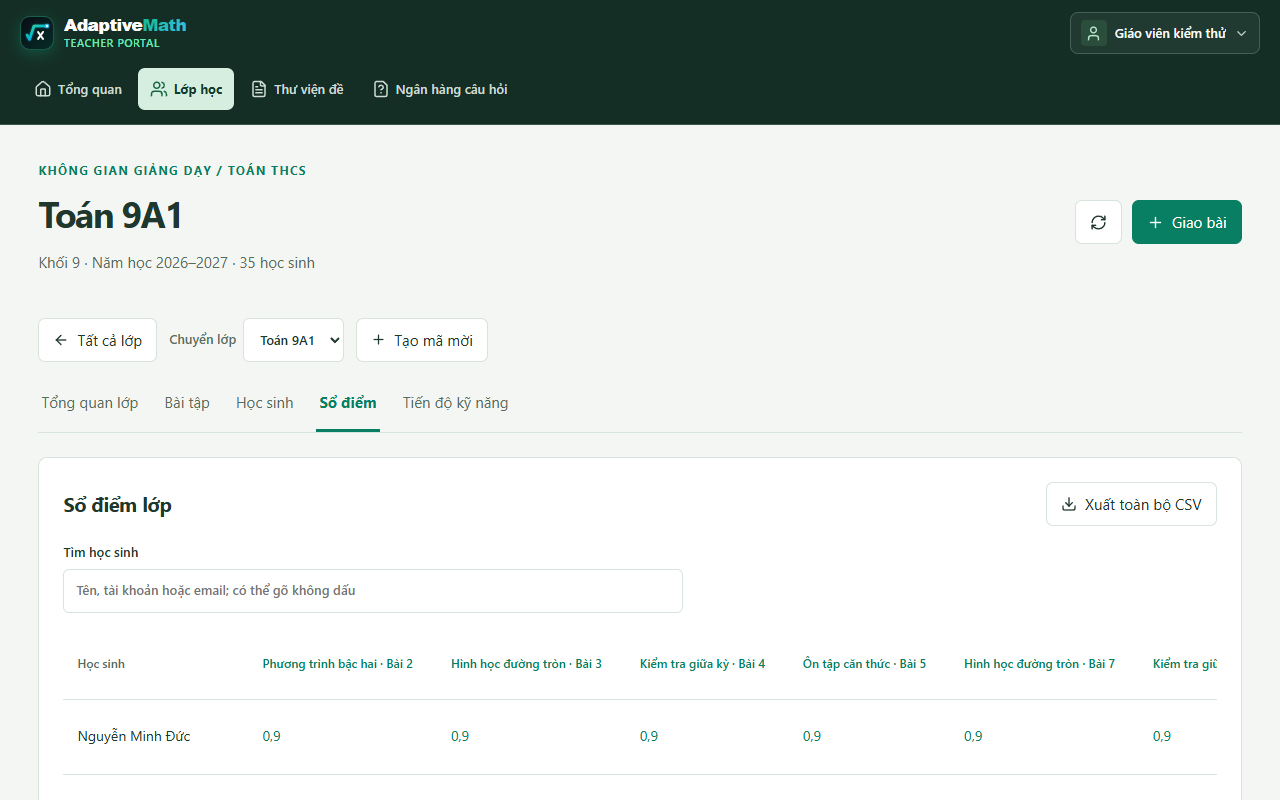 AdaptiveMath
TEACHER PORTAL
Giáo viên kiểm thử
Tổng quan
Lớp học
Thư viện đề
Ngân hàng câu hỏi
KHÔNG GIAN GIẢNG DẠY / TOÁN THCS
Toán 9A1
Giao bài
Khối 9 · Năm học 2026–2027 · 35 học sinh
Tất cả lớp
Chuyển lớp
Toán 9A1
Tạo mã mời
Tổng quan lớp
Bài tập
Học sinh
Sổ điểm
Tiến độ kỹ năng
Sổ điểm lớp
Xuất toàn bộ CSV
Tìm học sinh
Tên, tài khoản hoặc email; có thể gõ không dấu
Học sinh
Phương trình bậc hai · Bài 2
Hình học đường tròn · Bài 3
Kiểm tra giữa kỳ · Bài 4
Ôn tập căn thức · Bài 5
Hình học đường tròn · Bài 7
Kiểm tra
Nguyễn Minh Đức
0,9
0,9
0,9
0,9
0,9
0,9